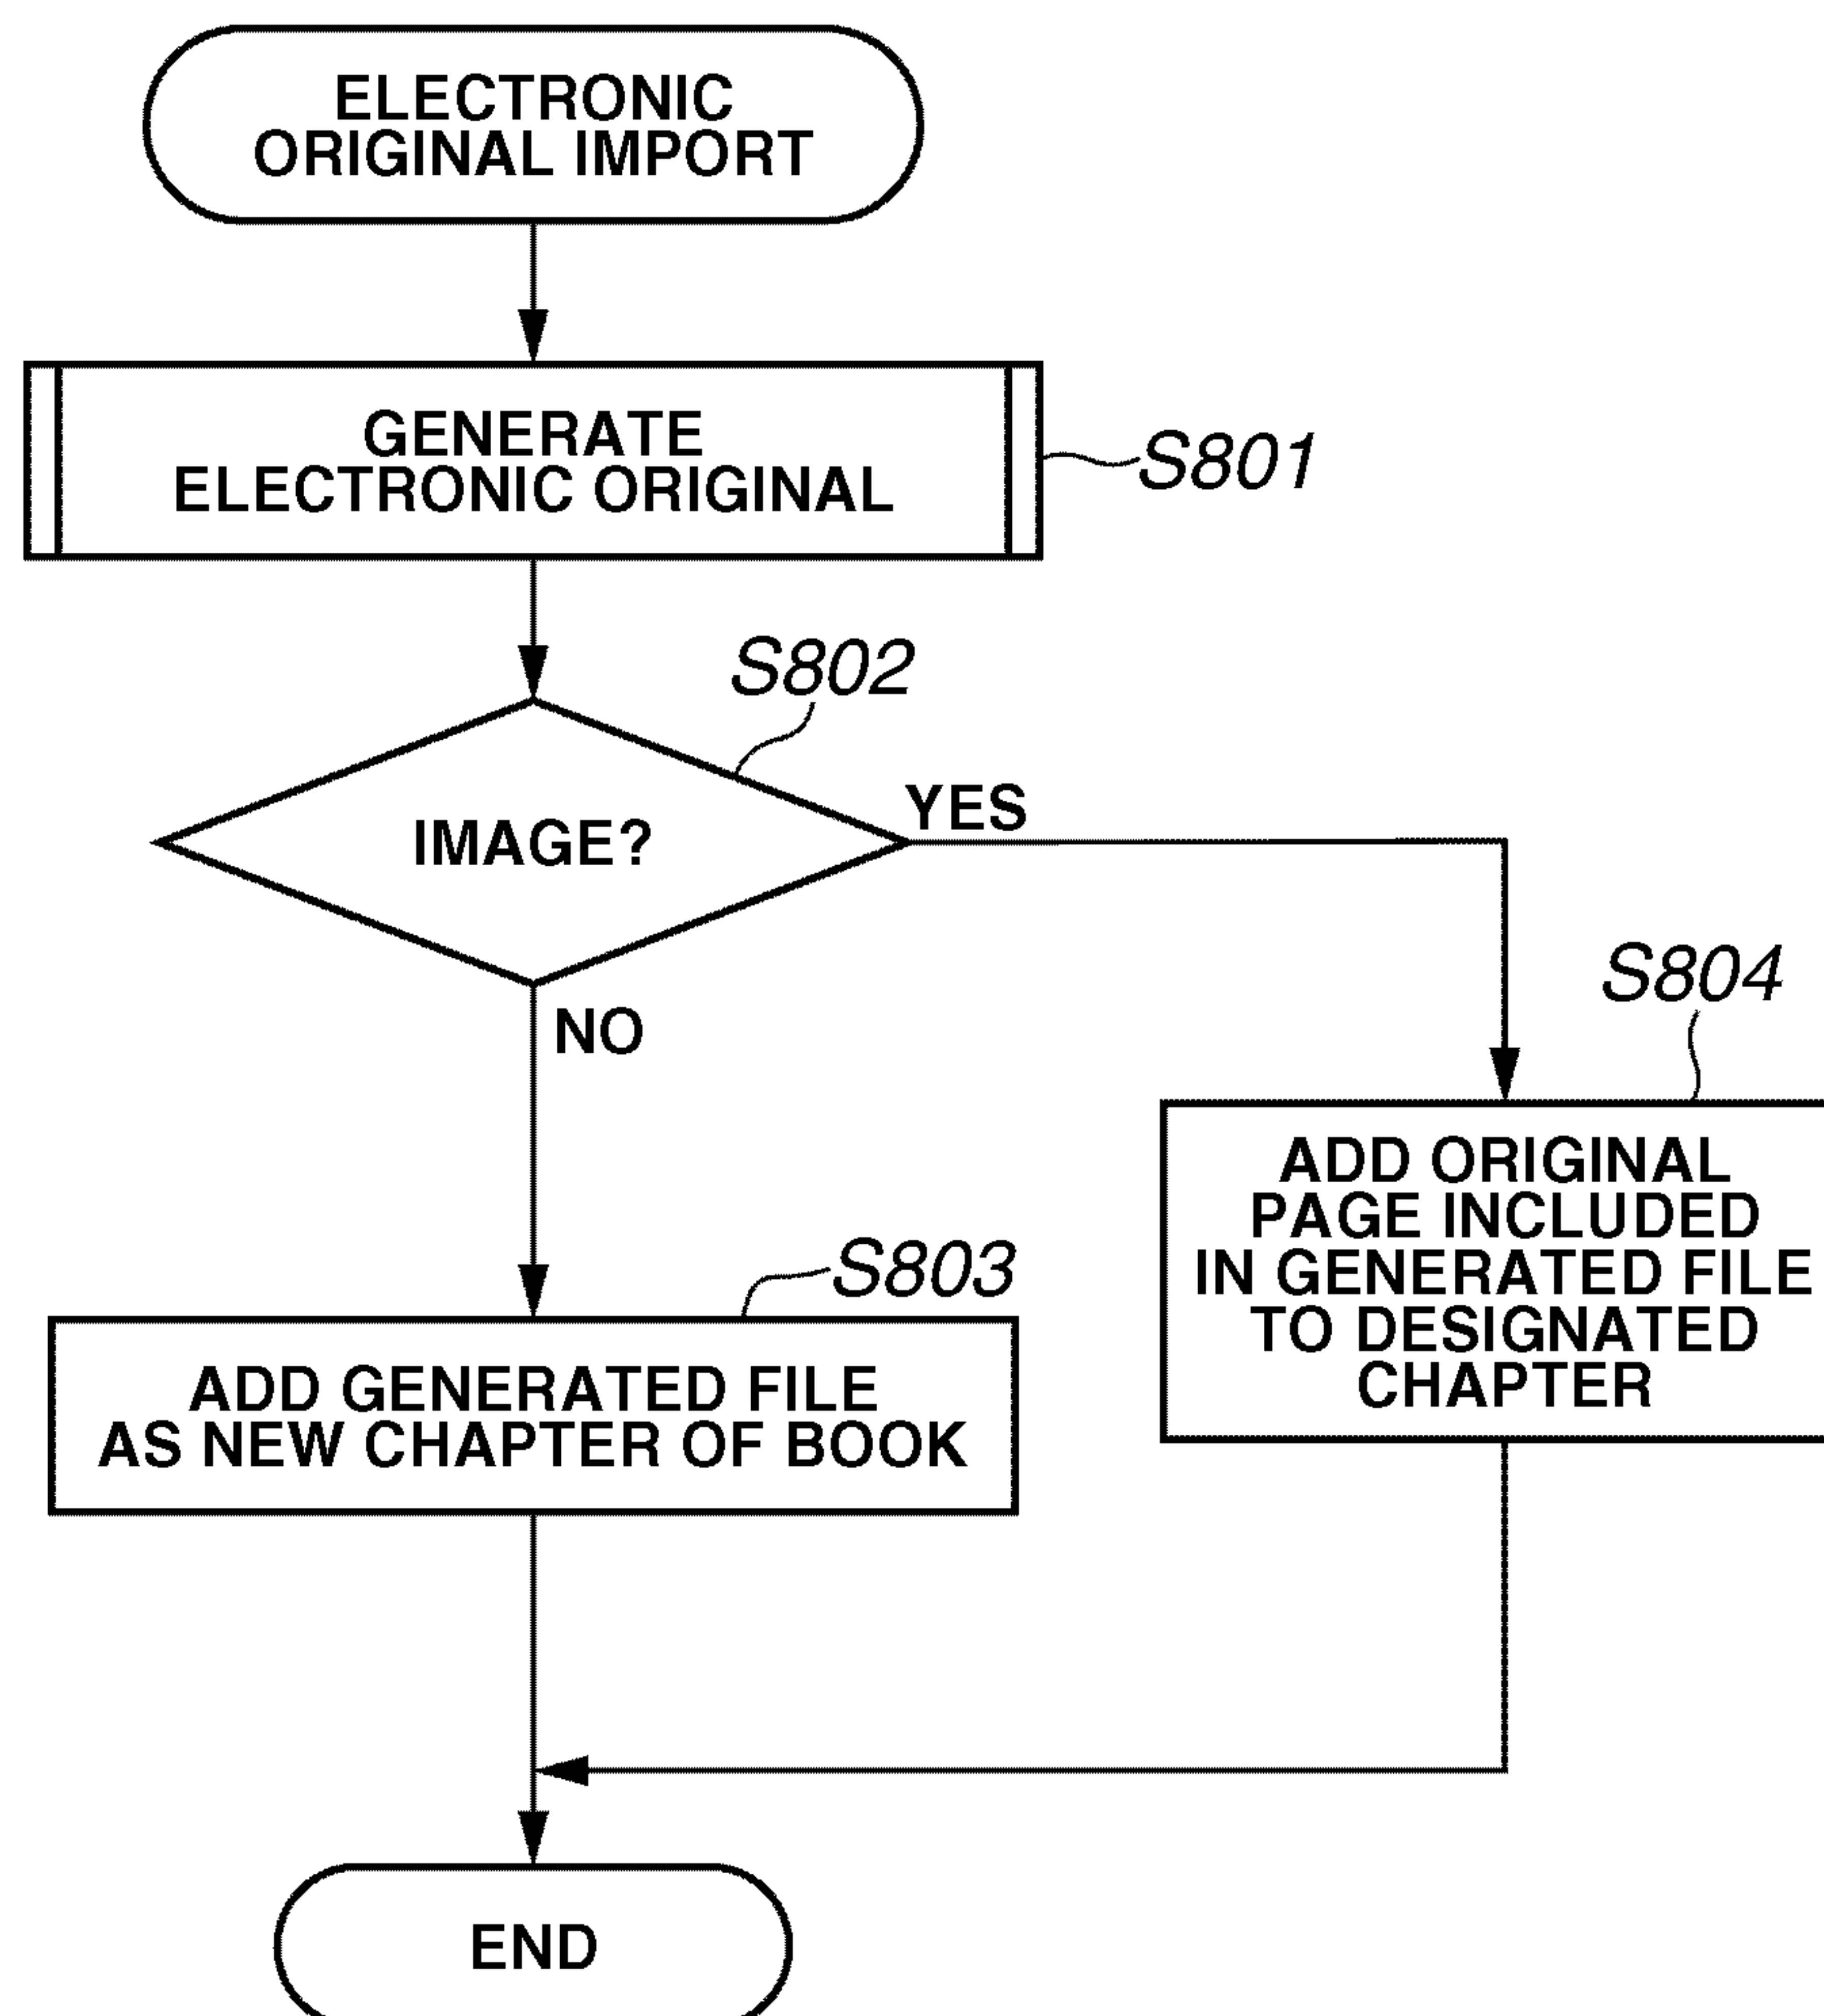 ELECTRONIC
ORIGINAL IMPORT
GENERATE
ELECTRONIC ORIGINAL
S801
S802
IMAGE?
YES
NO
S804
ADD ORIGINAL
PAGE INCLUDED
IN GENERATED FILE
TO DESIGNATED
CHAPTER
S803
ADD GENERATED FILE
AS NEW CHAPTER OF BOOK
END